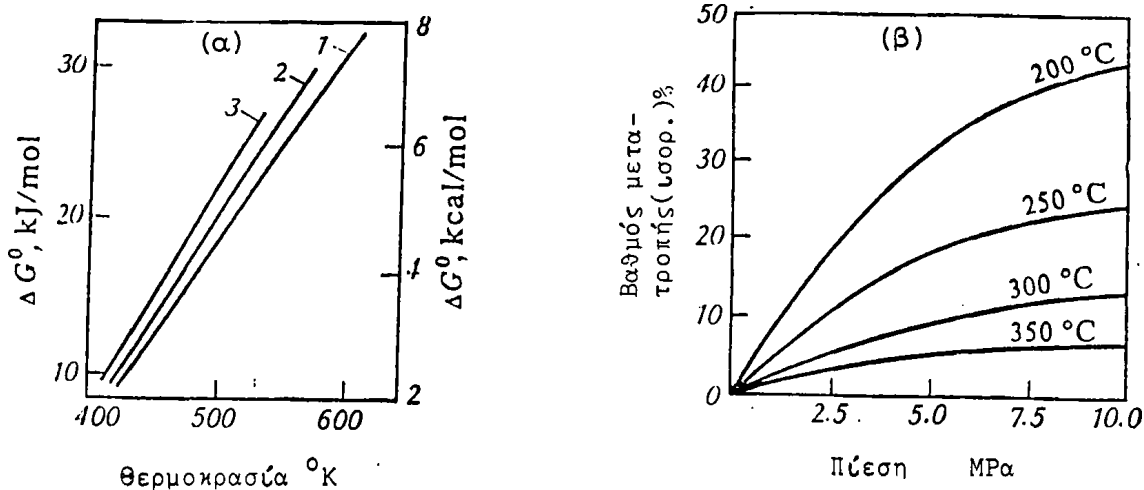 (α)
ΔG⁰, kJ/mol
30
20
10
1
2
3
8
6
4
2
ΔG⁰, kcal/mol
400
500
600
θερμοκρασία °K
(β)
Βαθμός μετα-
τροπής(ισορ.)%
50
40
30
20
10
0
200 °C
250 °C
300 °C
350 °C
2.5
5.0
7.5
10.0
Πίεση MPa